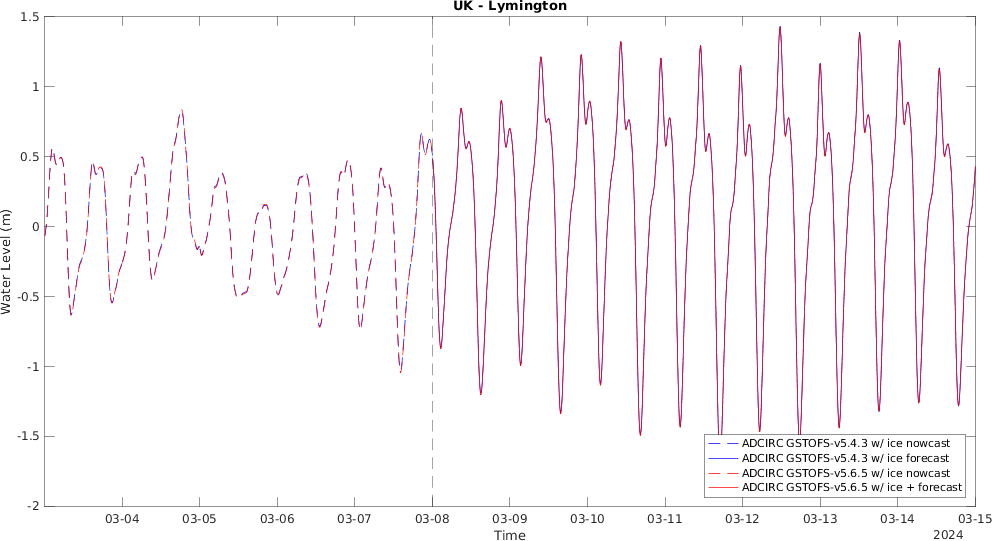 UK - Lymington
1.5
1
0.5
0
-0.5
-1
-1.5
-2
Water Level (m)
ADCIRC GSTOFS-v5.4.3 w/ ice nowcast
ADCIRC GSTOFS-v5.4.3 w/ ice forecast
ADCIRC GSTOFS-v5.6.5 w/ ice nowcast
ADCIRC GSTOFS-v5.6.5 w/ ice + forecast
03-04 03-05 03-06 03-07 03-08 03-09 03-10 03-11 03-12 03-13 03-14 03-15
Time
2024